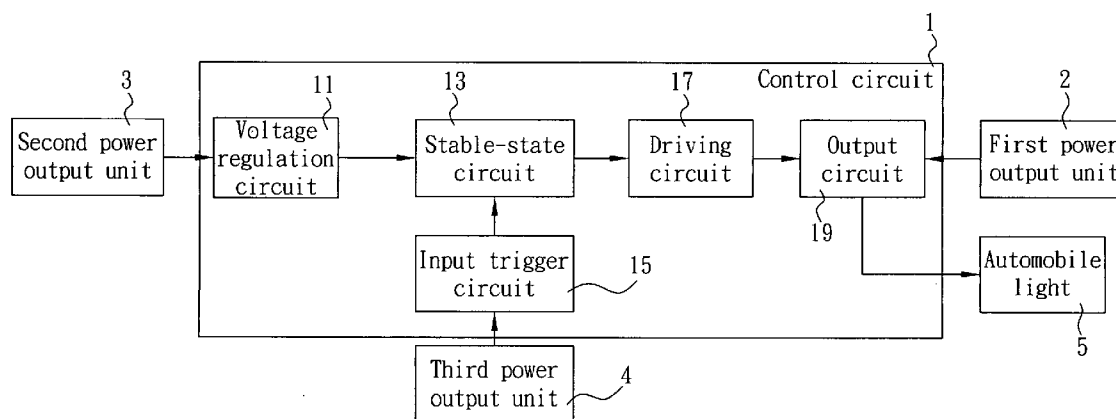 1
Control circuit
3
Second power
output unit
11
Voltage
regulation
circuit
13
Stable-state
circuit
17
Driving
circuit
Output
circuit
19
2
First power
output unit
Input trigger
circuit
15
Automobile
light
5
Third power
output unit
4